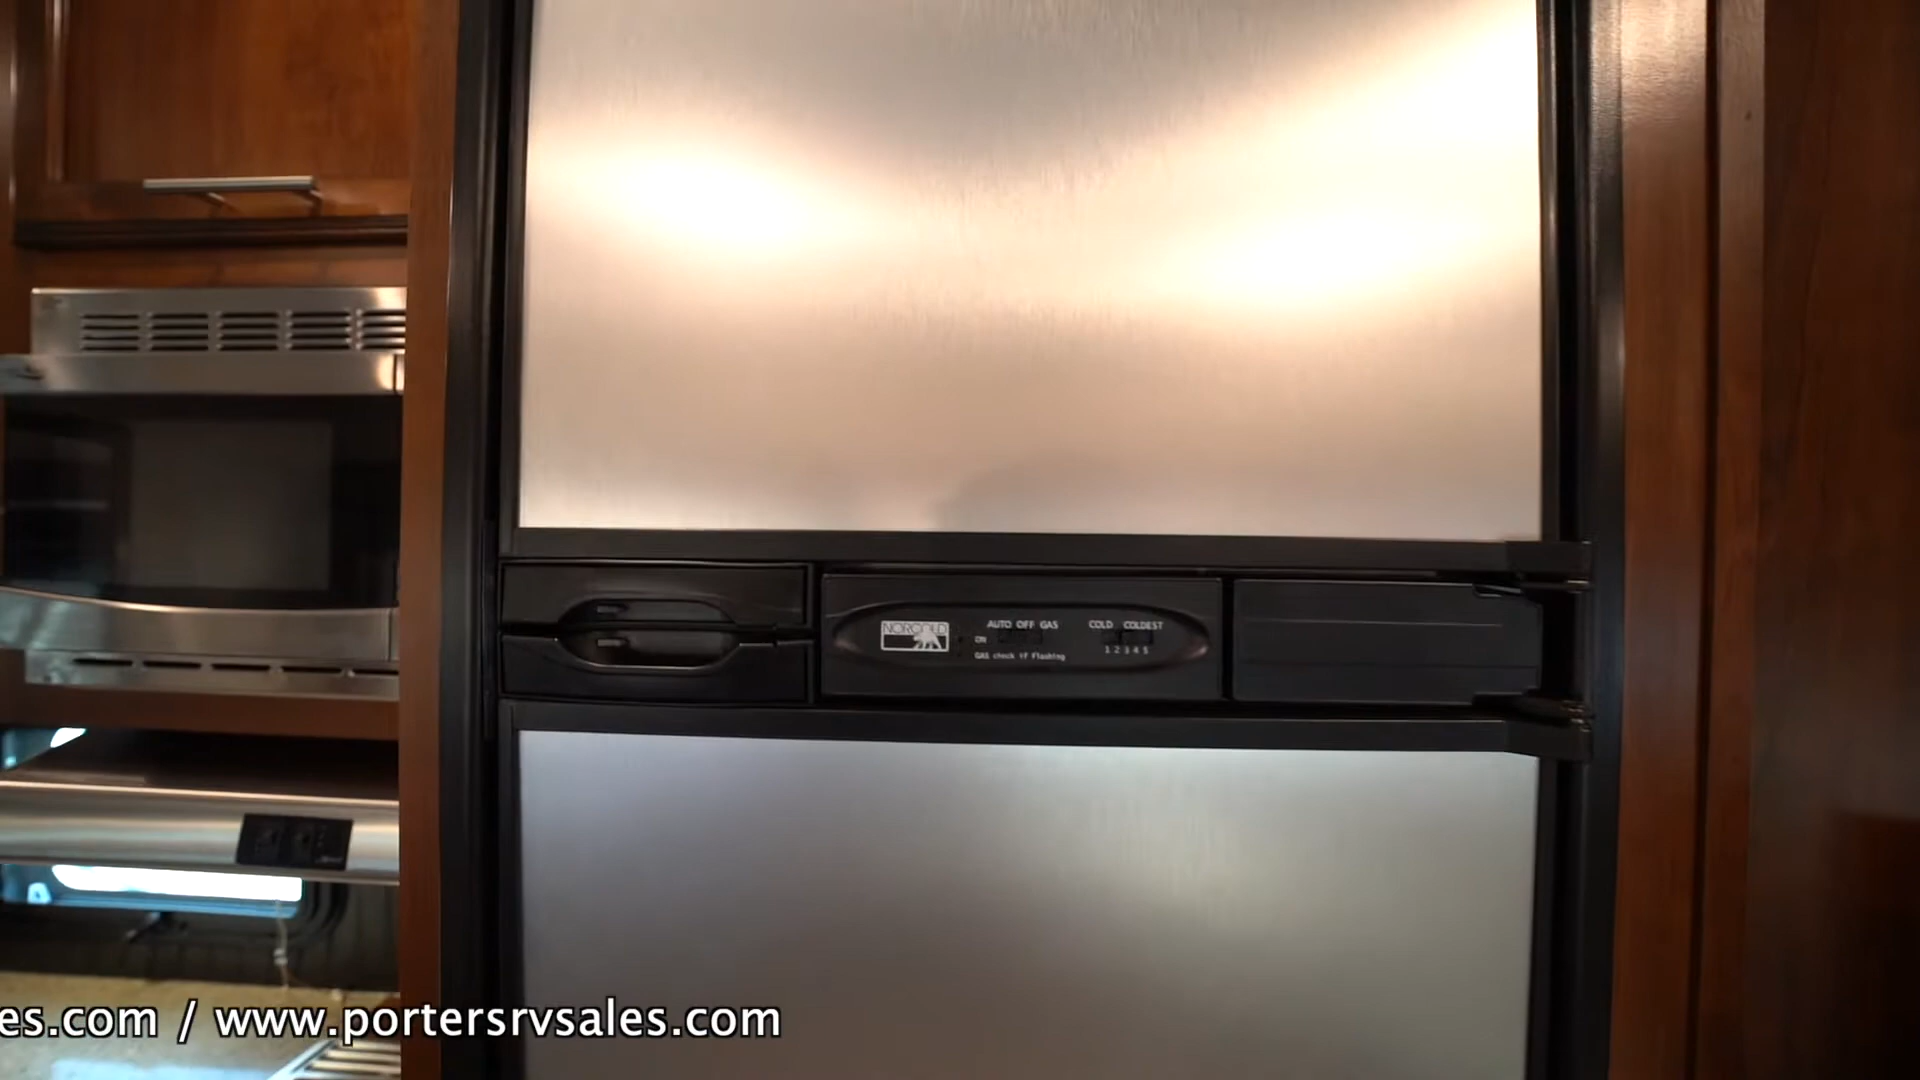 NORCOLD
AUTO OFF GAS
ON
GAS check if Flashing
COLD COLDEST
1 2 3 4 5
es.com / www.portersrvsales.com